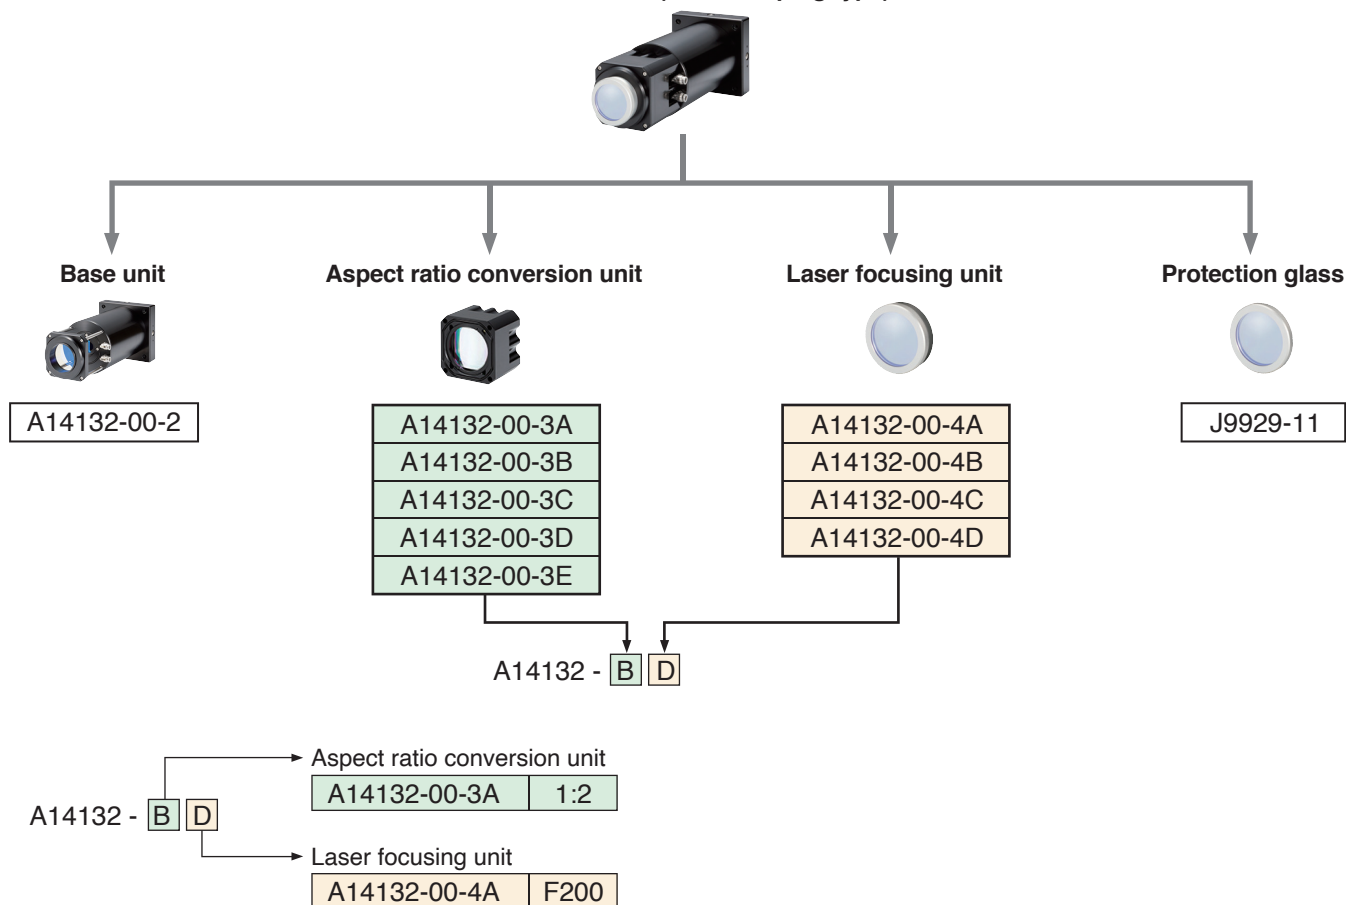 Base unit
Aspect ratio conversion unit
Laser focusing unit
Protection glass
A14132-00-2
A14132-00-3A
A14132-00-3B
A14132-00-3C
A14132-00-3D
A14132-00-3E
A14132-00-4A
A14132-00-4B
A14132-00-4C
A14132-00-4D
J9929-11
A14132 - B D
Aspect ratio conversion unit
A14132-00-3A 1:2
A14132 - B D
Laser focusing unit
A14132-00-4A F200